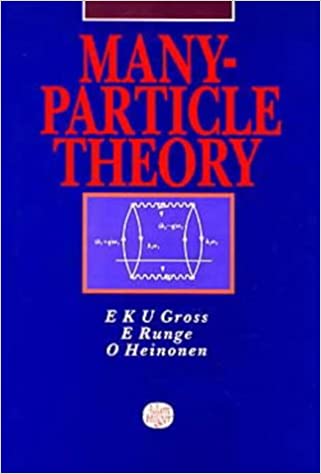 MANY-
PARTICLE
THEORY
E K U Gross
E Runge
O Heinonen